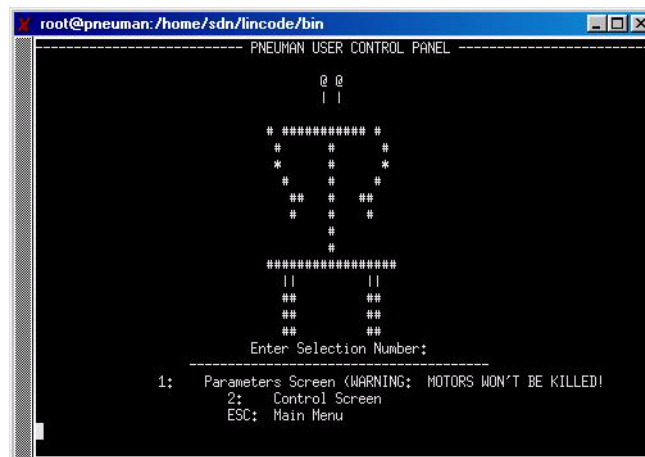 root@pneuman:/home/sdn/lincode/bin
--------------------------- PNEUMAN USER CONTROL PANEL -------------------------
@ @
| |
# ########### #
#      #      #
*      #      *
#     #     #
##   #   ##
#    #    #
#
#
#################
||         ||
##         ##
##         ##
##         ##
Enter Selection Number:
---------------------------------------
1:    Parameters Screen (WARNING:  MOTORS WON'T BE KILLED!
2:    Control Screen
ESC:  Main Menu